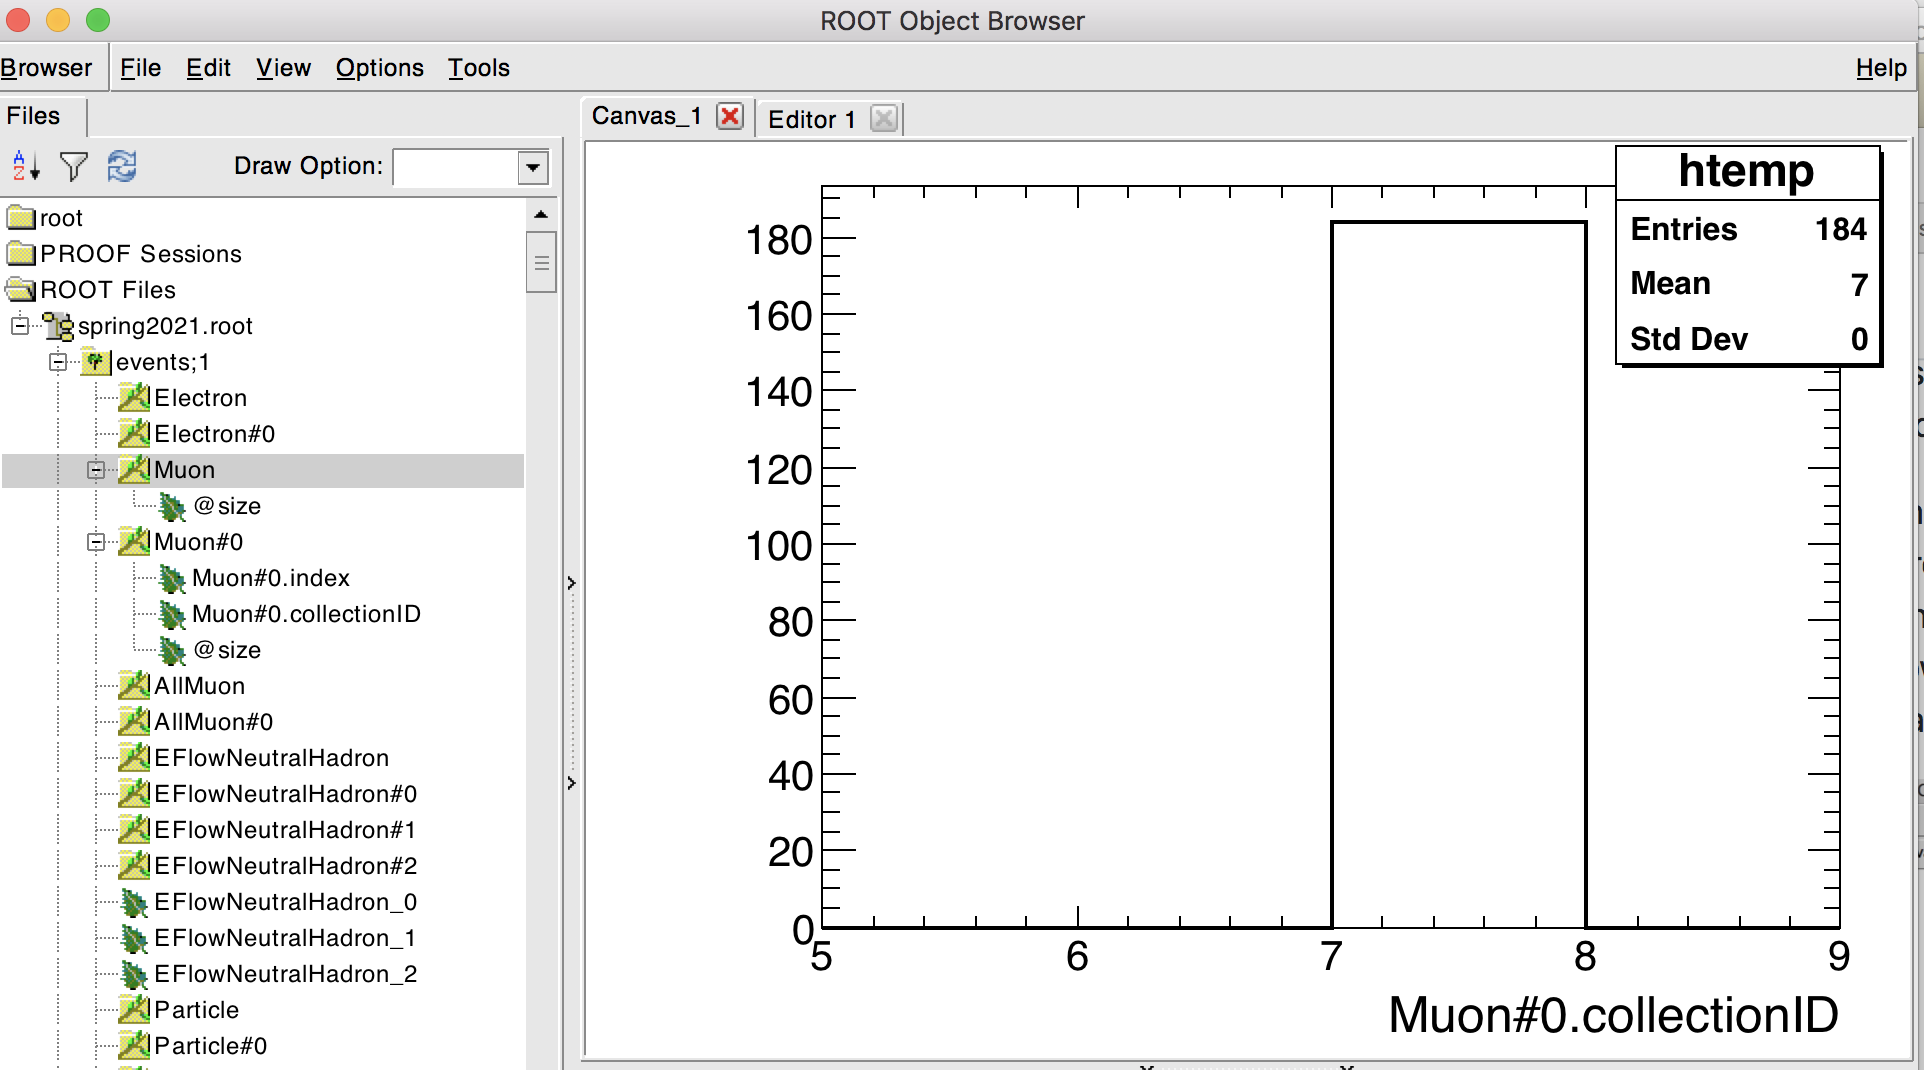 ROOT Object Browser
Browser File Edit View Options Tools Help
Files
Canvas_1 Editor 1
Draw Option:
root
PROOF Sessions
ROOT Files
spring2021.root
events;1
Electron
Electron#0
Muon
@size
Muon#0
Muon#0.index
Muon#0.collectionID
@size
AllMuon
AllMuon#0
EFlowNeutralHadron
EFlowNeutralHadron#0
EFlowNeutralHadron#1
EFlowNeutralHadron#2
EFlowNeutralHadron_0
EFlowNeutralHadron_1
EFlowNeutralHadron_2
Particle
Particle#0
htemp
Entries 184
Mean 7
Std Dev 0
180
160
140
120
100
80
60
40
20
0
5 6 7 8 9
Muon#0.collectionID